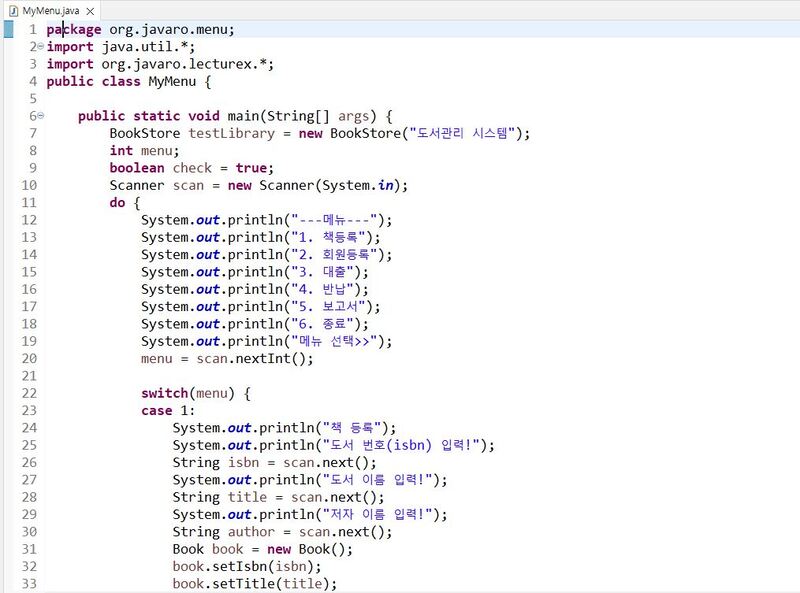 MyMenu.java
1 package org.javaro.menu;
2 import java.util.*;
3 import org.javaro.lecturex.*;
4 public class MyMenu {
5
6 public static void main(String[] args) {
7 BookStore testLibrary = new BookStore("도서관리 시스템");
8 int menu;
9 boolean check = true;
10 Scanner scan = new Scanner(System.in);
11 do {
12 System.out.println("---메뉴---");
13 System.out.println("1. 책등록");
14 System.out.println("2. 회원등록");
15 System.out.println("3. 대출");
16 System.out.println("4. 반납");
17 System.out.println("5. 보고서");
18 System.out.println("6. 종료");
19 System.out.println("메뉴 선택>>");
20 menu = scan.nextInt();
21
22 switch(menu) {
23 case 1:
24 System.out.println("책 등록");
25 System.out.println("도서 번호(isbn) 입력!");
26 String isbn = scan.next();
27 System.out.println("도서 이름 입력!");
28 String title = scan.next();
29 System.out.println("저자 이름 입력!");
30 String author = scan.next();
31 Book book = new Book();
32 book.setIsbn(isbn);
33 book.setTitle(title);